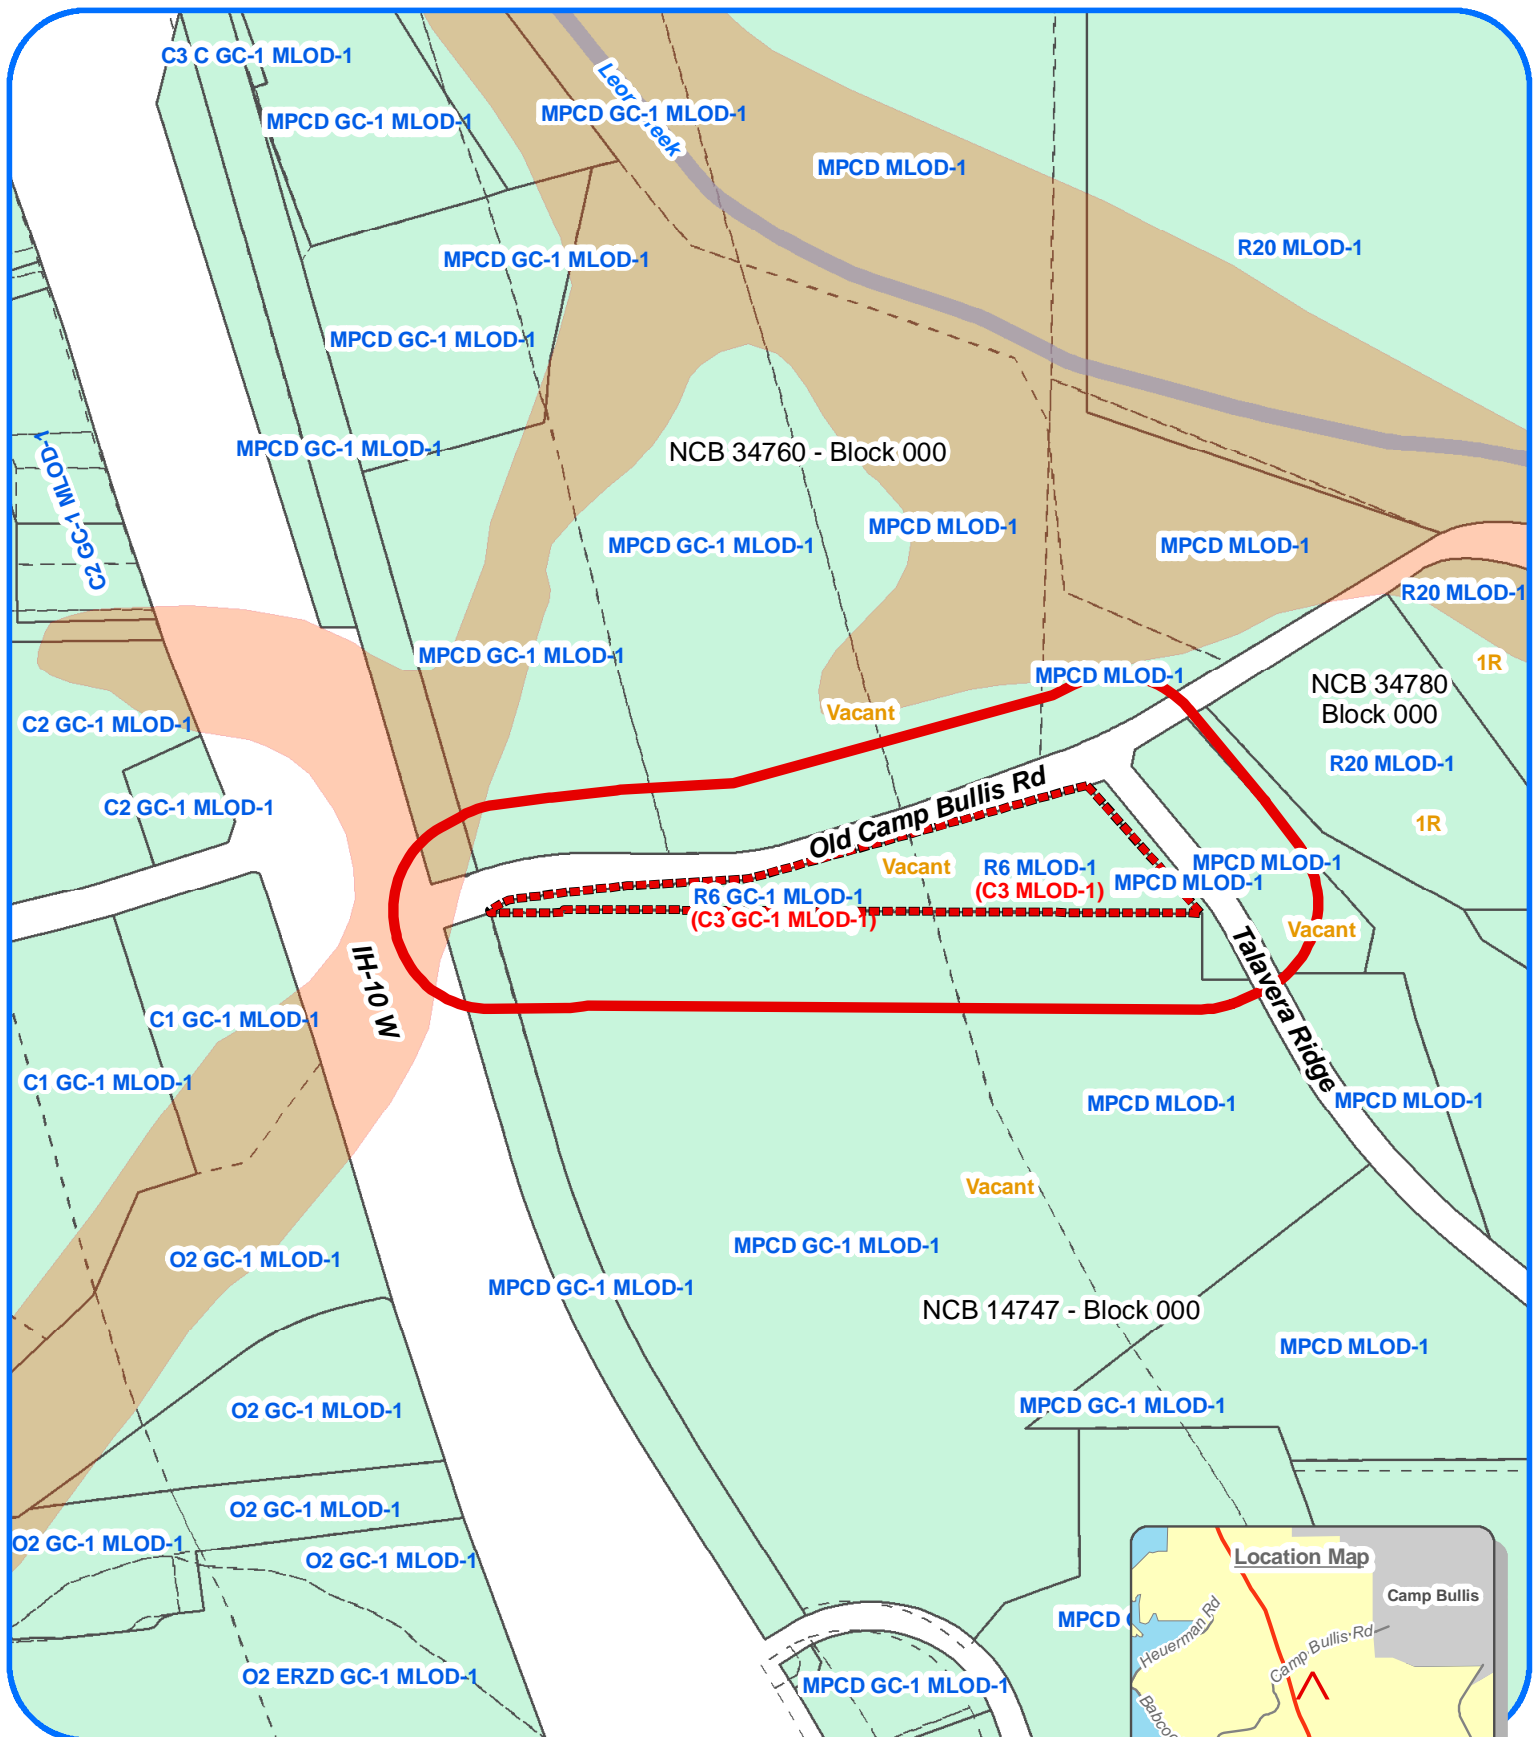 C3 C GC-1 MLOD-1
MPCD GC-1 MLOD-1
MPCD GC-1 MLOD-1
MPCD MLOD-1
R20 MLOD-1
MPCD GC-1 MLOD-1
MPCD GC-1 MLOD-1
MPCD GC-1 MLOD-1
C2 GC-1 MLOD-1
NCB 34760 - Block 000
MPCD GC-1 MLOD-1
MPCD MLOD-1
MPCD MLOD-1
R20 MLOD-1
MPCD GC-1 MLOD-1
MPCD MLOD-1
1R
NCB 34780
Block 000
Vacant
C2 GC-1 MLOD-1
R20 MLOD-1
C2 GC-1 MLOD-1
Old Camp Bullis Rd
1R
Vacant
R6 MLOD-1
(C3 MLOD-1)
MPCD MLOD-1
MPCD MLOD-1
R6 GC-1 MLOD-1
(C3 GC-1 MLOD-1)
Vacant
IH-10 W
Talavera Ridge
C1 GC-1 MLOD-1
C1 GC-1 MLOD-1
MPCD MLOD-1
MPCD MLOD-1
Vacant
MPCD GC-1 MLOD-1
O2 GC-1 MLOD-1
MPCD GC-1 MLOD-1
NCB 14747 - Block 000
MPCD MLOD-1
O2 GC-1 MLOD-1
MPCD GC-1 MLOD-1
O2 GC-1 MLOD-1
O2 GC-1 MLOD-1
O2 GC-1 MLOD-1
MPCD
O2 ERZD GC-1 MLOD-1
MPCD GC-1 MLOD-1
Location Map
Camp Bullis
Heuerman Rd
Camp Bullis Rd